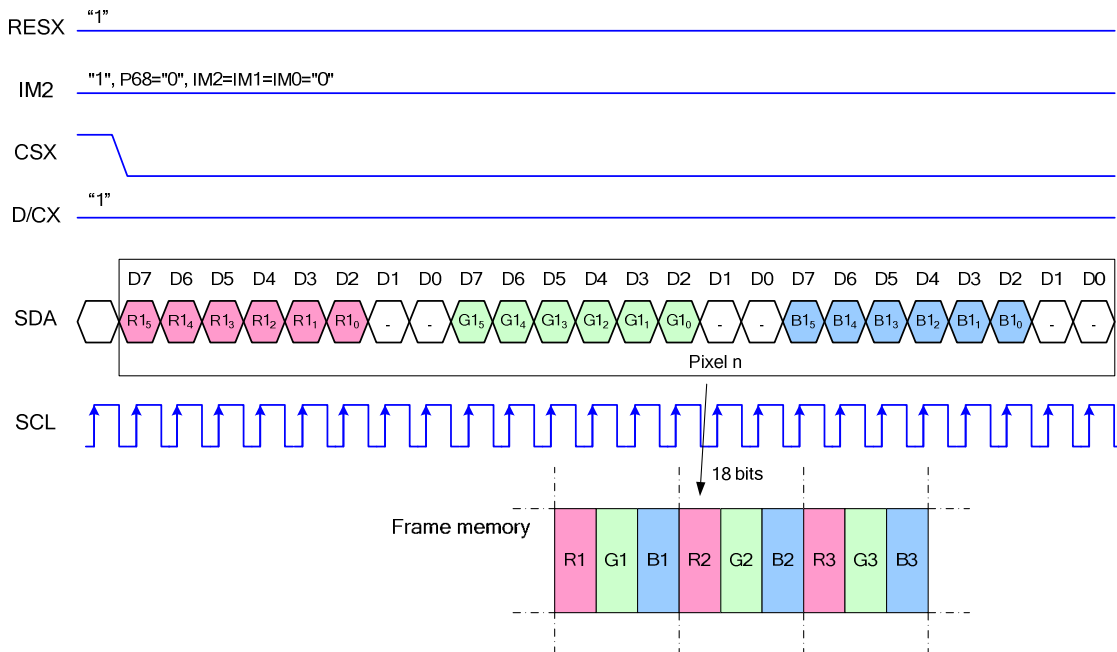 RESX “1”
IM2 "1", P68="0", IM2=IM1=IM0="0"
CSX
D/CX “1”
D7 D6 D5 D4 D3 D2 D1 D0 D7 D6 D5 D4 D3 D2 D1 D0 D7 D6 D5 D4 D3 D2 D1 D0
SDA R1₅ R1₄ R1₃ R1₂ R1₁ R1₀ - - G1₅ G1₄ G1₃ G1₂ G1₁ G1₀ - - B1₅ B1₄ B1₃ B1₂ B1₁ B1₀ - -
Pixel n
SCL
18 bits
Frame memory
R1 G1 B1 R2 G2 B2 R3 G3 B3